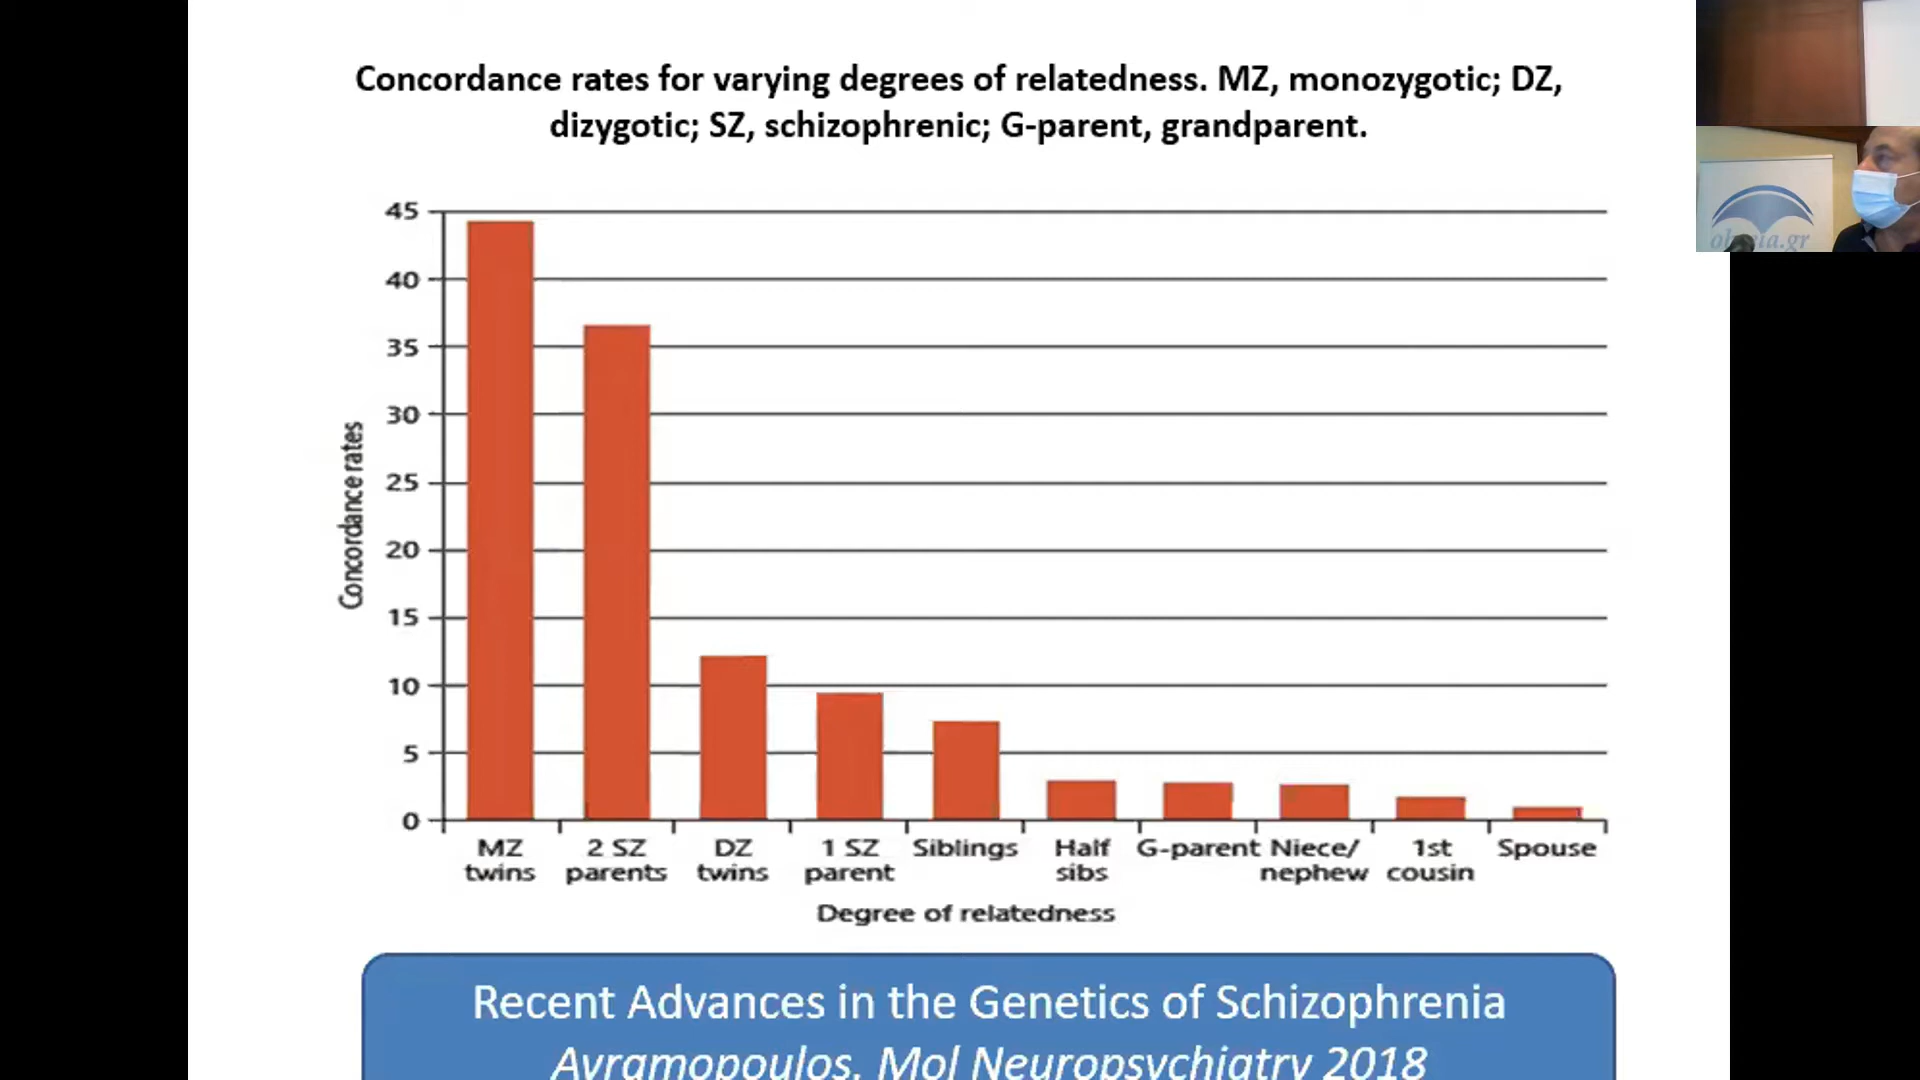 Concordance rates for varying degrees of relatedness. MZ, monozygotic; DZ,
dizygotic; SZ, schizophrenic; G-parent, grandparent.
45
40
35
30
25
20
15
10
5
0
Concordance rates
MZ twins
2 SZ parents
DZ twins
1 SZ parent
Siblings
Half sibs
G-parent
Niece/ nephew
1st cousin
Spouse
Degree of relatedness
Recent Advances in the Genetics of Schizophrenia
Avramopoulos, Mol Neuropsychiatry 2018